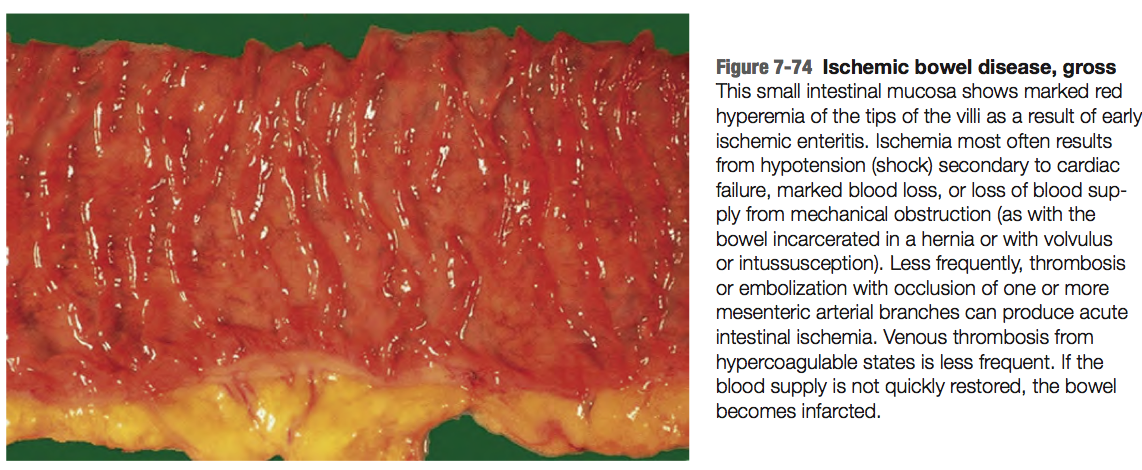 Figure 7-74 Ischemic bowel disease, gross
This small intestinal mucosa shows marked red
hyperemia of the tips of the villi as a result of early
ischemic enteritis. Ischemia most often results
from hypotension (shock) secondary to cardiac
failure, marked blood loss, or loss of blood sup-
ply from mechanical obstruction (as with the
bowel incarcerated in a hernia or with volvulus
or intussusception). Less frequently, thrombosis
or embolization with occlusion of one or more
mesenteric arterial branches can produce acute
intestinal ischemia. Venous thrombosis from
hypercoagulable states is less frequent. If the
blood supply is not quickly restored, the bowel
becomes infarcted.